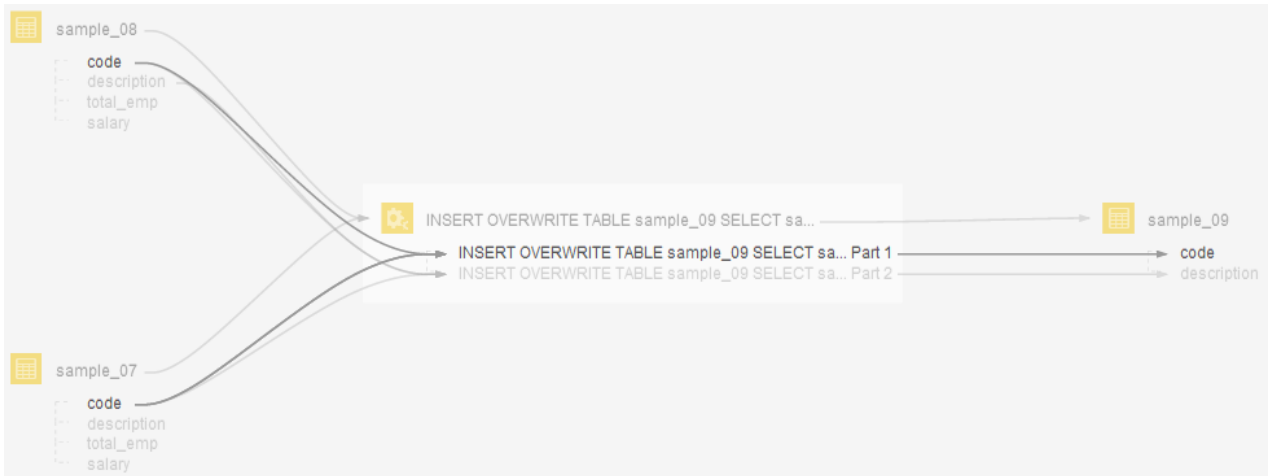 sample_08
code
description
total_emp
salary
INSERT OVERWRITE TABLE sample_09 SELECT sa...
INSERT OVERWRITE TABLE sample_09 SELECT sa... Part 1
INSERT OVERWRITE TABLE sample_09 SELECT sa... Part 2
sample_09
code
description
sample_07
code
description
total_emp
salary